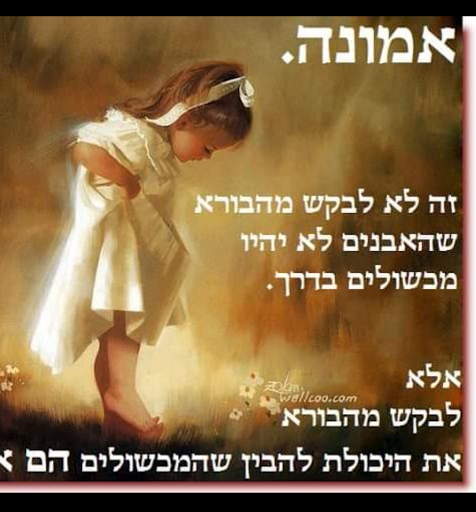 אמונה.
זה לא לבקש מהבורא
שהאבנים לא יהיו
מכשולים בדרך.
אלא
לבקש מהבורא
את היכולת להבין שהמכשולים הם
wallcoo.com